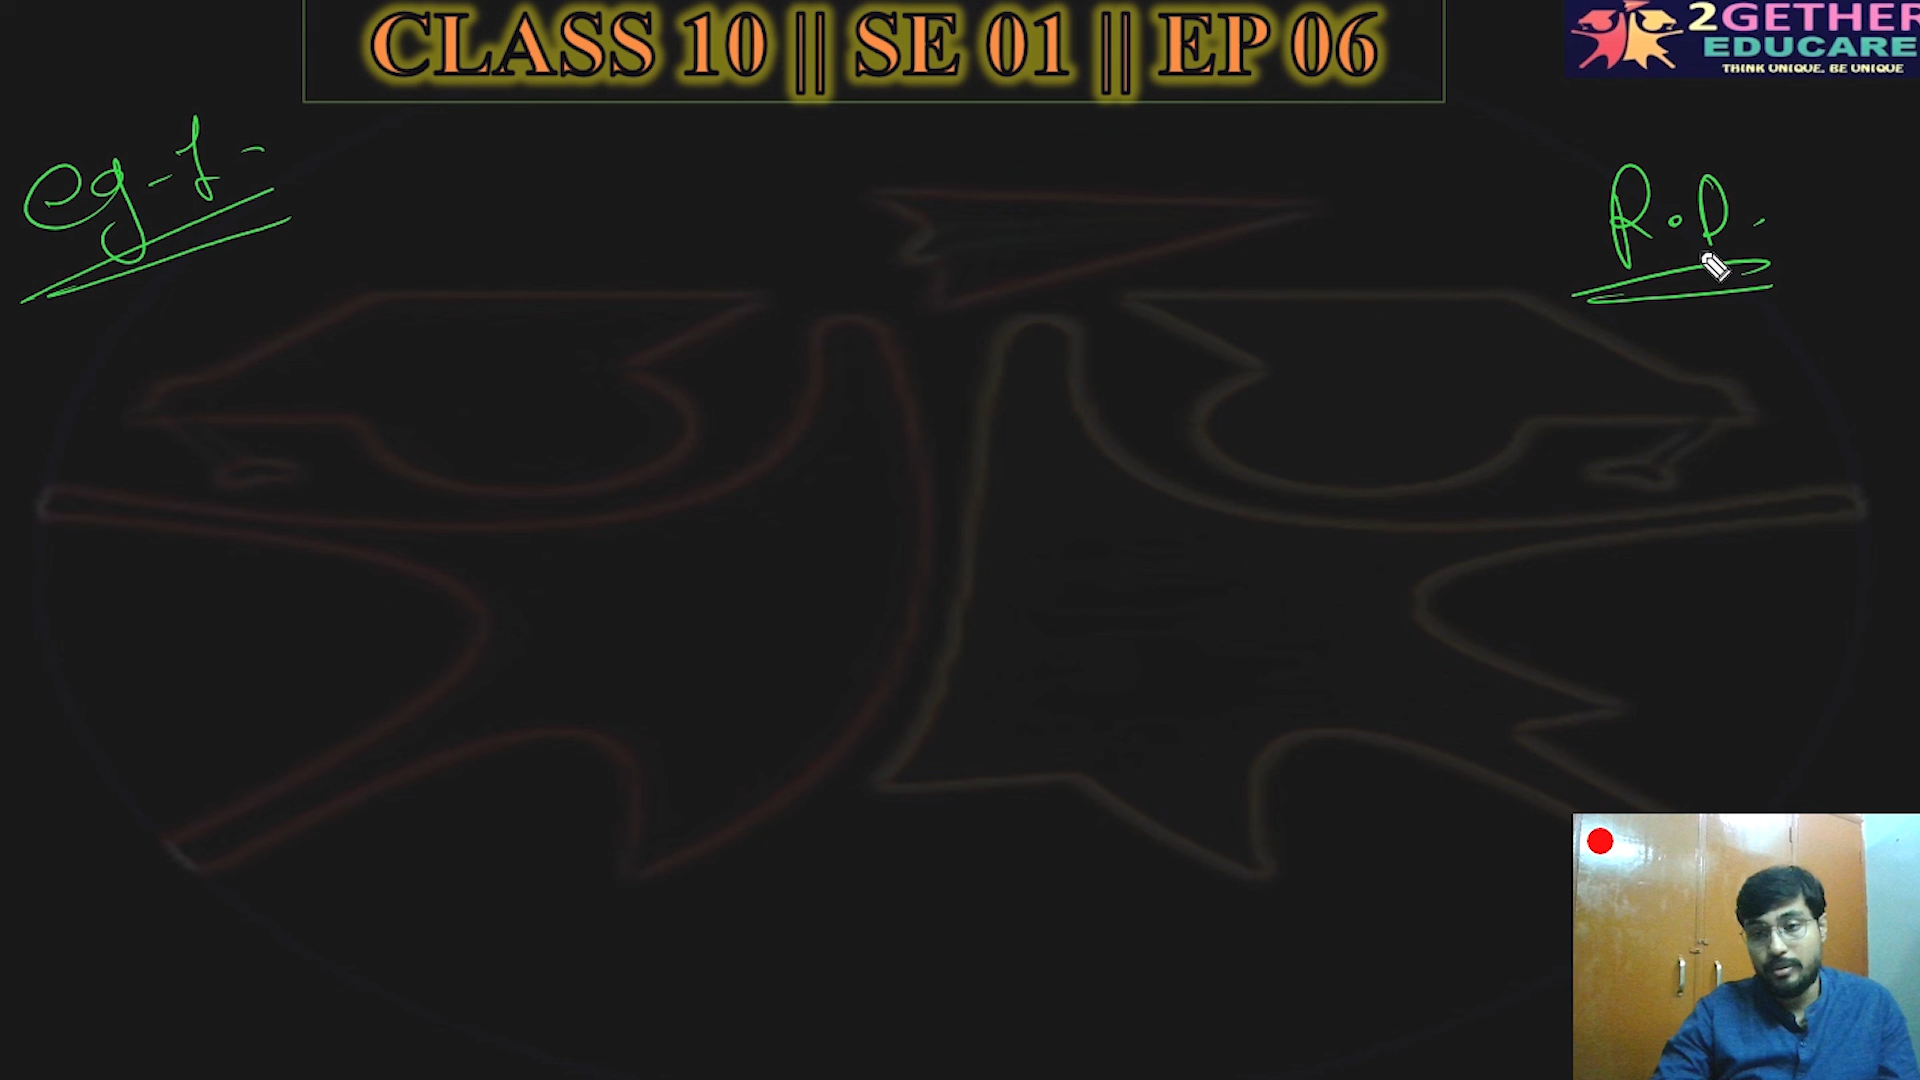 CLASS 10 || SE 01 || EP 06
2GETHER
EDUCARE
THINK UNIQUE. BE UNIQUE
eg-1-
R.D.